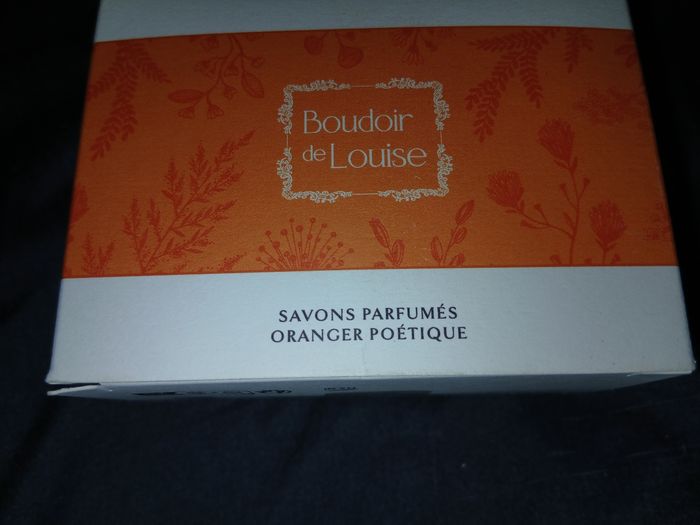 Boudoir
de Louise
SAVONS PARFUMÉS
ORANGER POÉTIQUE